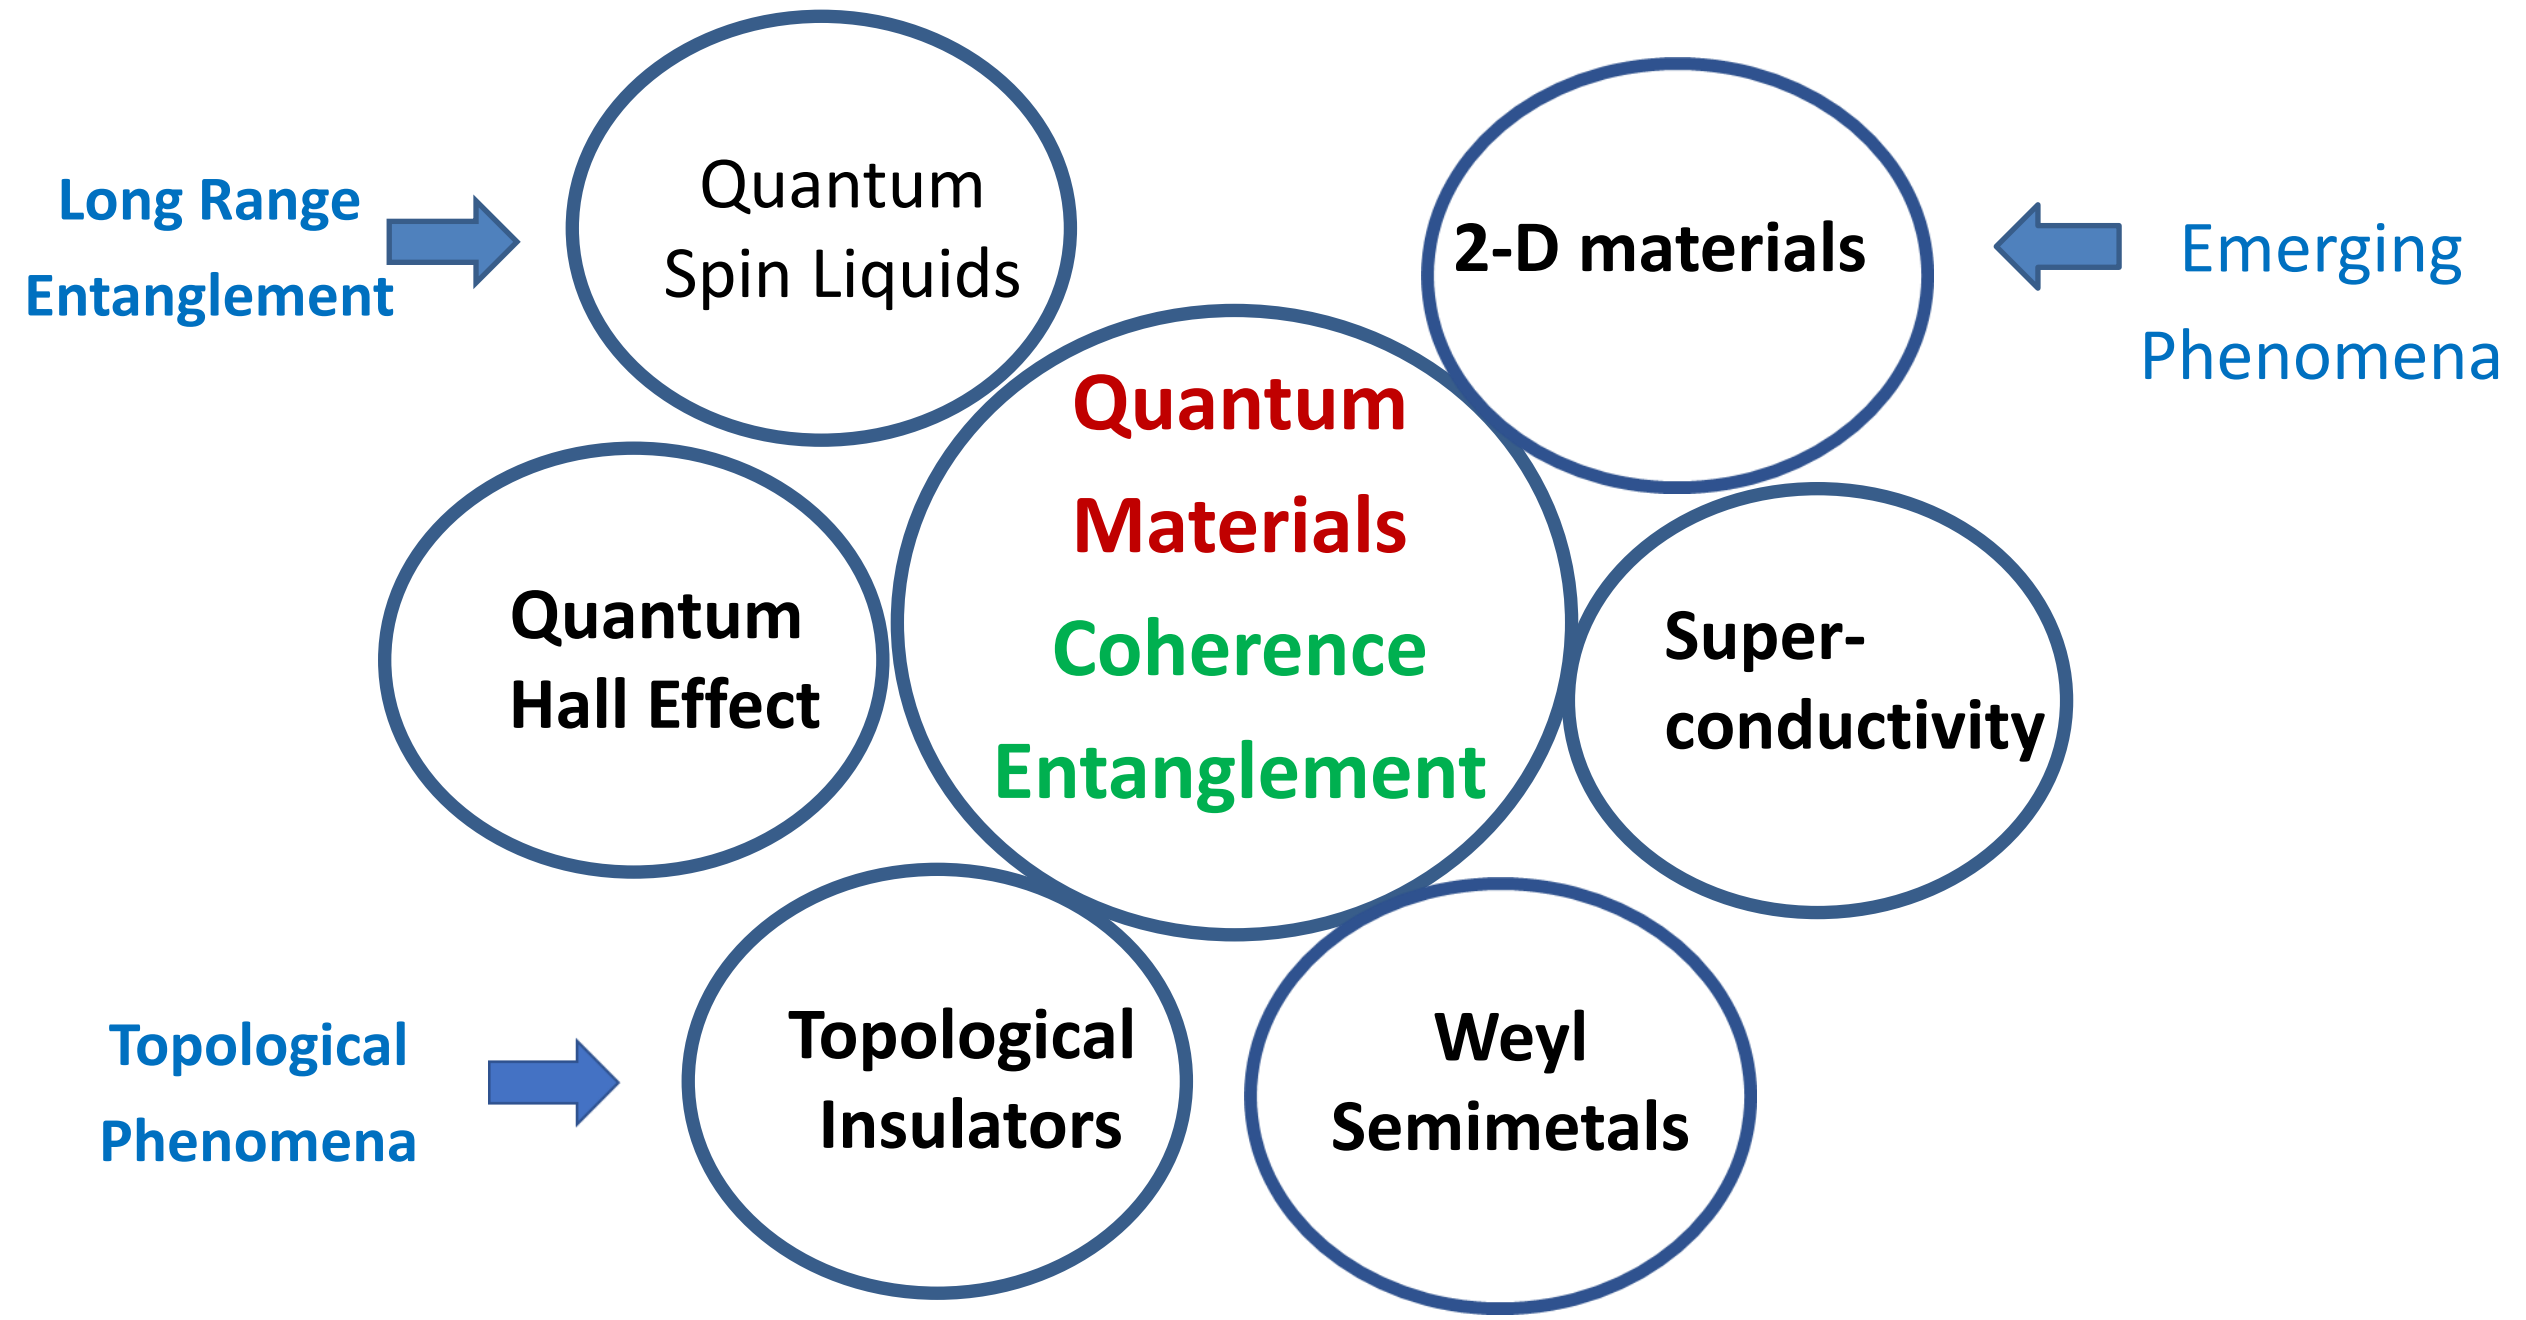 Long Range
Entanglement
Quantum
Spin Liquids
2-D materials
Emerging
Phenomena
Quantum
Materials
Coherence
Entanglement
Quantum
Hall Effect
Super-
conductivity
Topological
Phenomena
Topological
Insulators
Weyl
Semimetals